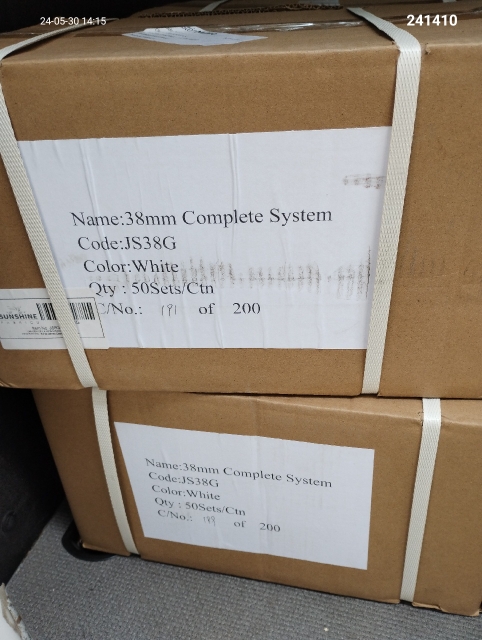 24-05-30 14:15
241410
Name:38mm Complete System
Code:JS38G
Color:White
Qty : 50Sets/Ctn
C/No.: 191 of 200
SUNSHINE
Name:38mm Complete System
Code:JS38G
Color:White
Qty : 50Sets/Ctn
C/No.: of 200